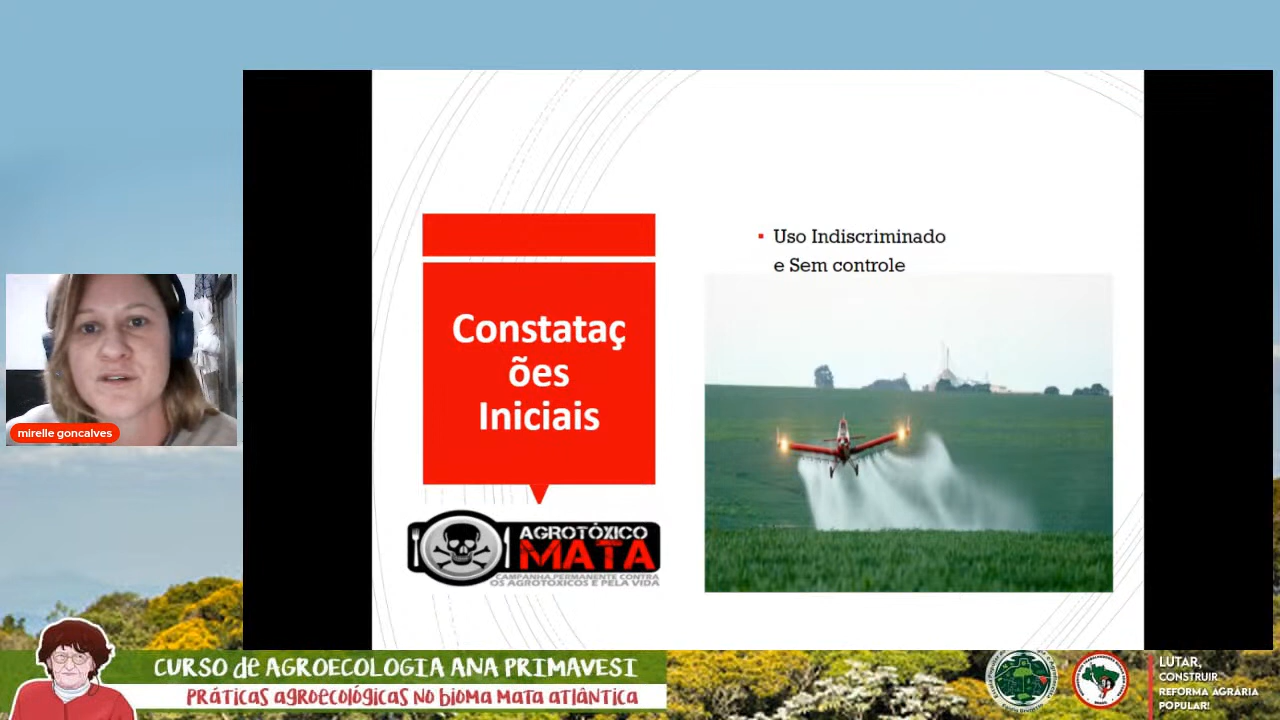 Uso Indiscriminado
e Sem controle
Constataç
ões
Iniciais
mirelle goncalves
AGROTÓXICO
MATA
CAMPANHA PERMANENTE CONTRA
OS AGROTÓXICOS E PELA VIDA
CURSO de AGROECOLOGIA ANA PRIMAVESI
PRÁTICAS agroecológicas no bioma mata atlântica
LUTAR,
CONSTRUIR
REFORMA AGRÁRIA
POPULAR!